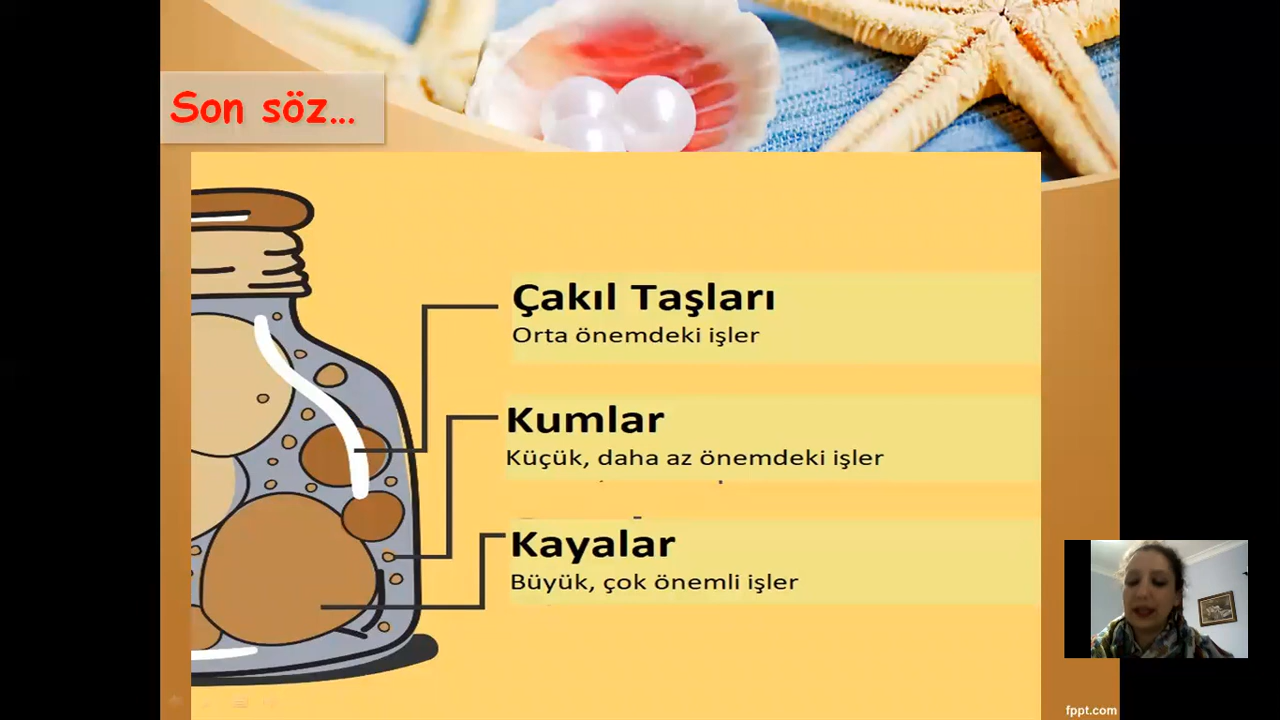 Son söz...
Çakıl Taşları
Orta önemdeki işler
Kumlar
Küçük, daha az önemdeki işler
Kayalar
Büyük, çok önemli işler
fppt.com